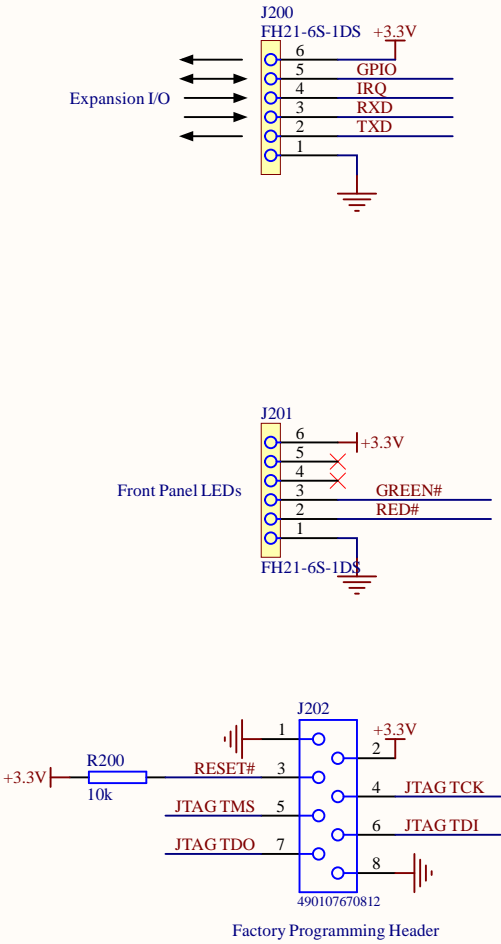 J200
FH21-6S-1DS
+3.3V
6
5
GPIO
4
IRQ
Expansion I/O
3
RXD
2
TXD
1
J201
6
+3.3V
5
4
Front Panel LEDs
3
GREEN#
2
RED#
1
FH21-6S-1DS
J202
1
+3.3V
2
R200
RESET#
3
+3.3V
10k
4
JTAG TCK
JTAG TMS
5
6
JTAG TDI
JTAG TDO
7
8
490107670812
Factory Programming Header